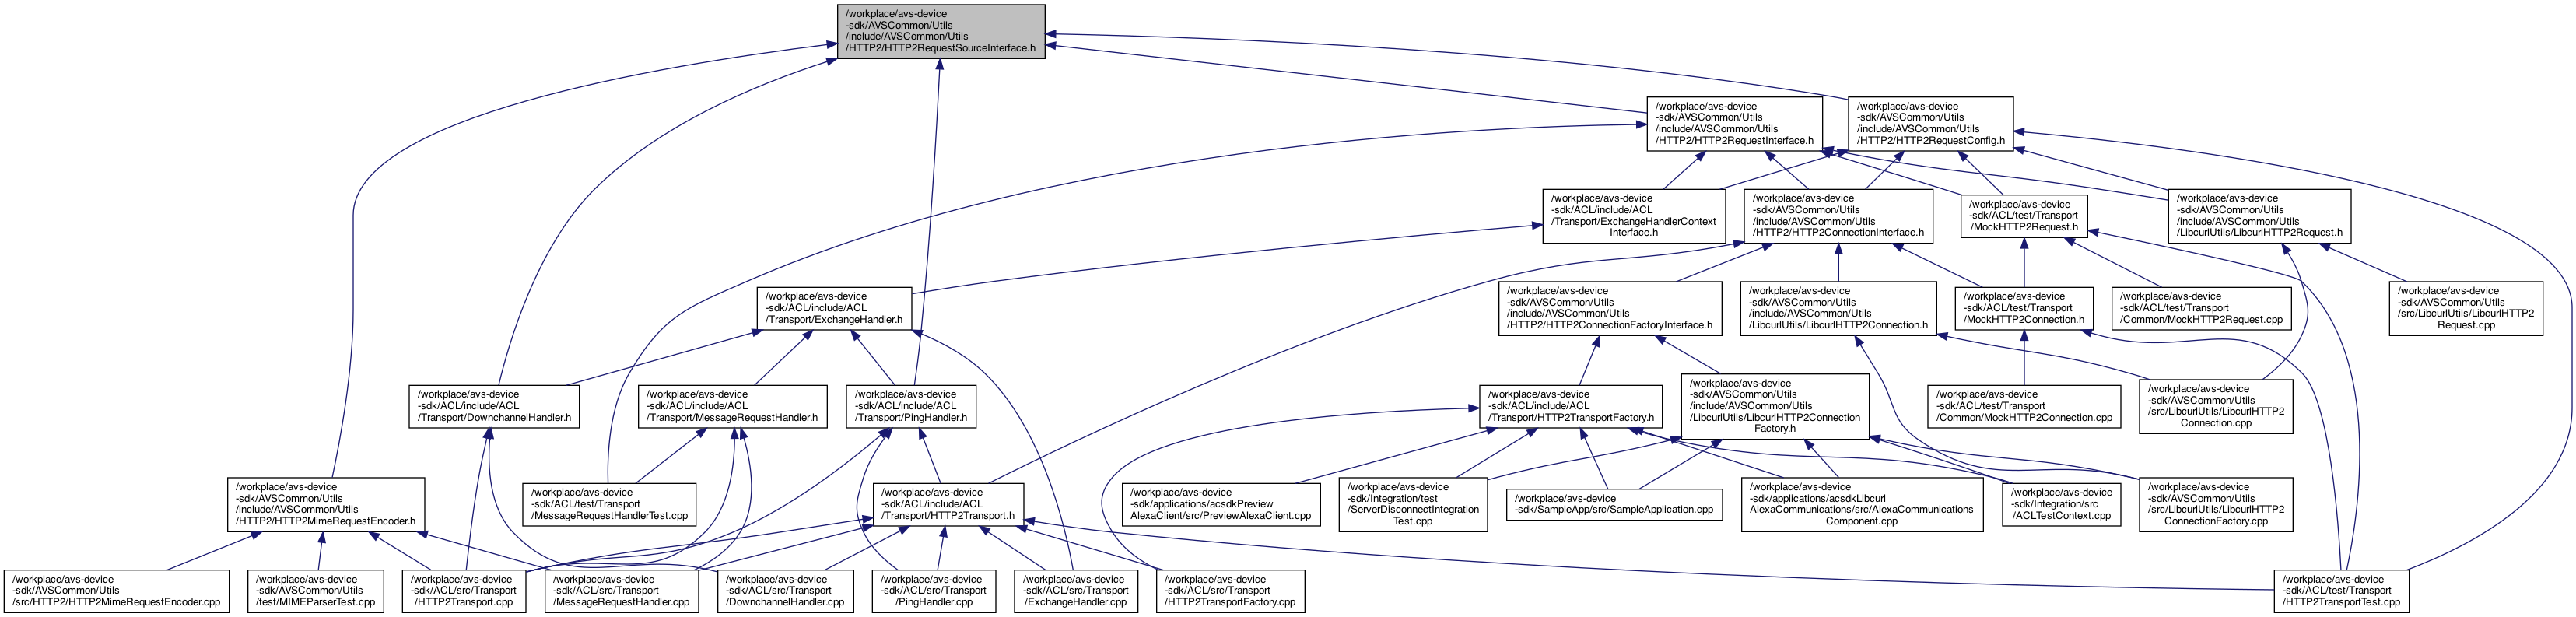 /workplace/avs-device
-sdk/AVSCommon/Utils
/include/AVSCommon/Utils
/HTTP2/HTTP2RequestSourceInterface.h
/workplace/avs-device
-sdk/AVSCommon/Utils
/include/AVSCommon/Utils
/HTTP2/HTTP2RequestInterface.h
/workplace/avs-device
-sdk/AVSCommon/Utils
/include/AVSCommon/Utils
/HTTP2/HTTP2RequestConfig.h
/workplace/avs-device
-sdk/ACL/include/ACL
/Transport/ExchangeHandlerContext
Interface.h
/workplace/avs-device
-sdk/AVSCommon/Utils
/include/AVSCommon/Utils
/HTTP2/HTTP2ConnectionInterface.h
/workplace/avs-device
-sdk/ACL/test/Transport
/MockHTTP2Request.h
/workplace/avs-device
-sdk/AVSCommon/Utils
/include/AVSCommon/Utils
/LibcurlUtils/LibcurlHTTP2Request.h
/workplace/avs-device
-sdk/ACL/include/ACL
/Transport/ExchangeHandler.h
/workplace/avs-device
-sdk/AVSCommon/Utils
/include/AVSCommon/Utils
/HTTP2/HTTP2ConnectionFactoryInterface.h
/workplace/avs-device
-sdk/AVSCommon/Utils
/include/AVSCommon/Utils
/LibcurlUtils/LibcurlHTTP2Connection.h
/workplace/avs-device
-sdk/ACL/test/Transport
/MockHTTP2Connection.h
/workplace/avs-device
-sdk/ACL/test/Transport
/Common/MockHTTP2Request.cpp
/workplace/avs-device
-sdk/AVSCommon/Utils
/src/LibcurlUtils/LibcurlHTTP2
Request.cpp
/workplace/avs-device
-sdk/ACL/include/ACL
/Transport/DownchannelHandler.h
/workplace/avs-device
-sdk/ACL/include/ACL
/Transport/MessageRequestHandler.h
/workplace/avs-device
-sdk/ACL/include/ACL
/Transport/PingHandler.h
/workplace/avs-device
-sdk/ACL/include/ACL
/Transport/HTTP2TransportFactory.h
/workplace/avs-device
-sdk/AVSCommon/Utils
/include/AVSCommon/Utils
/LibcurlUtils/LibcurlHTTP2Connection
Factory.h
/workplace/avs-device
-sdk/ACL/test/Transport
/Common/MockHTTP2Connection.cpp
/workplace/avs-device
-sdk/AVSCommon/Utils
/src/LibcurlUtils/LibcurlHTTP2
Connection.cpp
/workplace/avs-device
-sdk/AVSCommon/Utils
/include/AVSCommon/Utils
/HTTP2/HTTP2MimeRequestEncoder.h
/workplace/avs-device
-sdk/ACL/test/Transport
/MessageRequestHandlerTest.cpp
/workplace/avs-device
-sdk/ACL/include/ACL
/Transport/HTTP2Transport.h
/workplace/avs-device
-sdk/applications/acsdkPreview
AlexaClient/src/PreviewAlexaClient.cpp
/workplace/avs-device
-sdk/Integration/test
/ServerDisconnectIntegration
Test.cpp
/workplace/avs-device
-sdk/SampleApp/src/SampleApplication.cpp
/workplace/avs-device
-sdk/applications/acsdkLibcurl
AlexaCommunications/src/AlexaCommunications
Component.cpp
/workplace/avs-device
-sdk/Integration/src
/ACLTestContext.cpp
/workplace/avs-device
-sdk/AVSCommon/Utils
/src/LibcurlUtils/LibcurlHTTP2
ConnectionFactory.cpp
/workplace/avs-device
-sdk/AVSCommon/Utils
/src/HTTP2/HTTP2MimeRequestEncoder.cpp
/workplace/avs-device
-sdk/AVSCommon/Utils
/test/MIMEParserTest.cpp
/workplace/avs-device
-sdk/ACL/src/Transport
/HTTP2Transport.cpp
/workplace/avs-device
-sdk/ACL/src/Transport
/MessageRequestHandler.cpp
/workplace/avs-device
-sdk/ACL/src/Transport
/DownchannelHandler.cpp
/workplace/avs-device
-sdk/ACL/src/Transport
/PingHandler.cpp
/workplace/avs-device
-sdk/ACL/src/Transport
/ExchangeHandler.cpp
/workplace/avs-device
-sdk/ACL/src/Transport
/HTTP2TransportFactory.cpp
/workplace/avs-device
-sdk/ACL/test/Transport
/HTTP2TransportTest.cpp